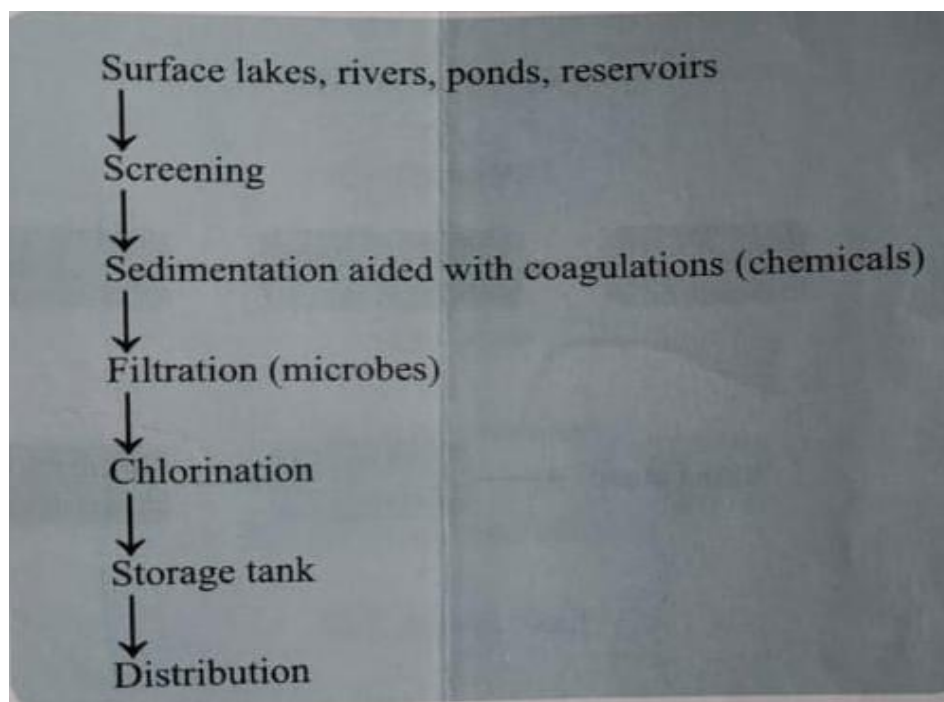 Surface lakes, rivers, ponds, reservoirs
Screening
Sedimentation aided with coagulations (chemicals)
Filtration (microbes)
Chlorination
Storage tank
Distribution